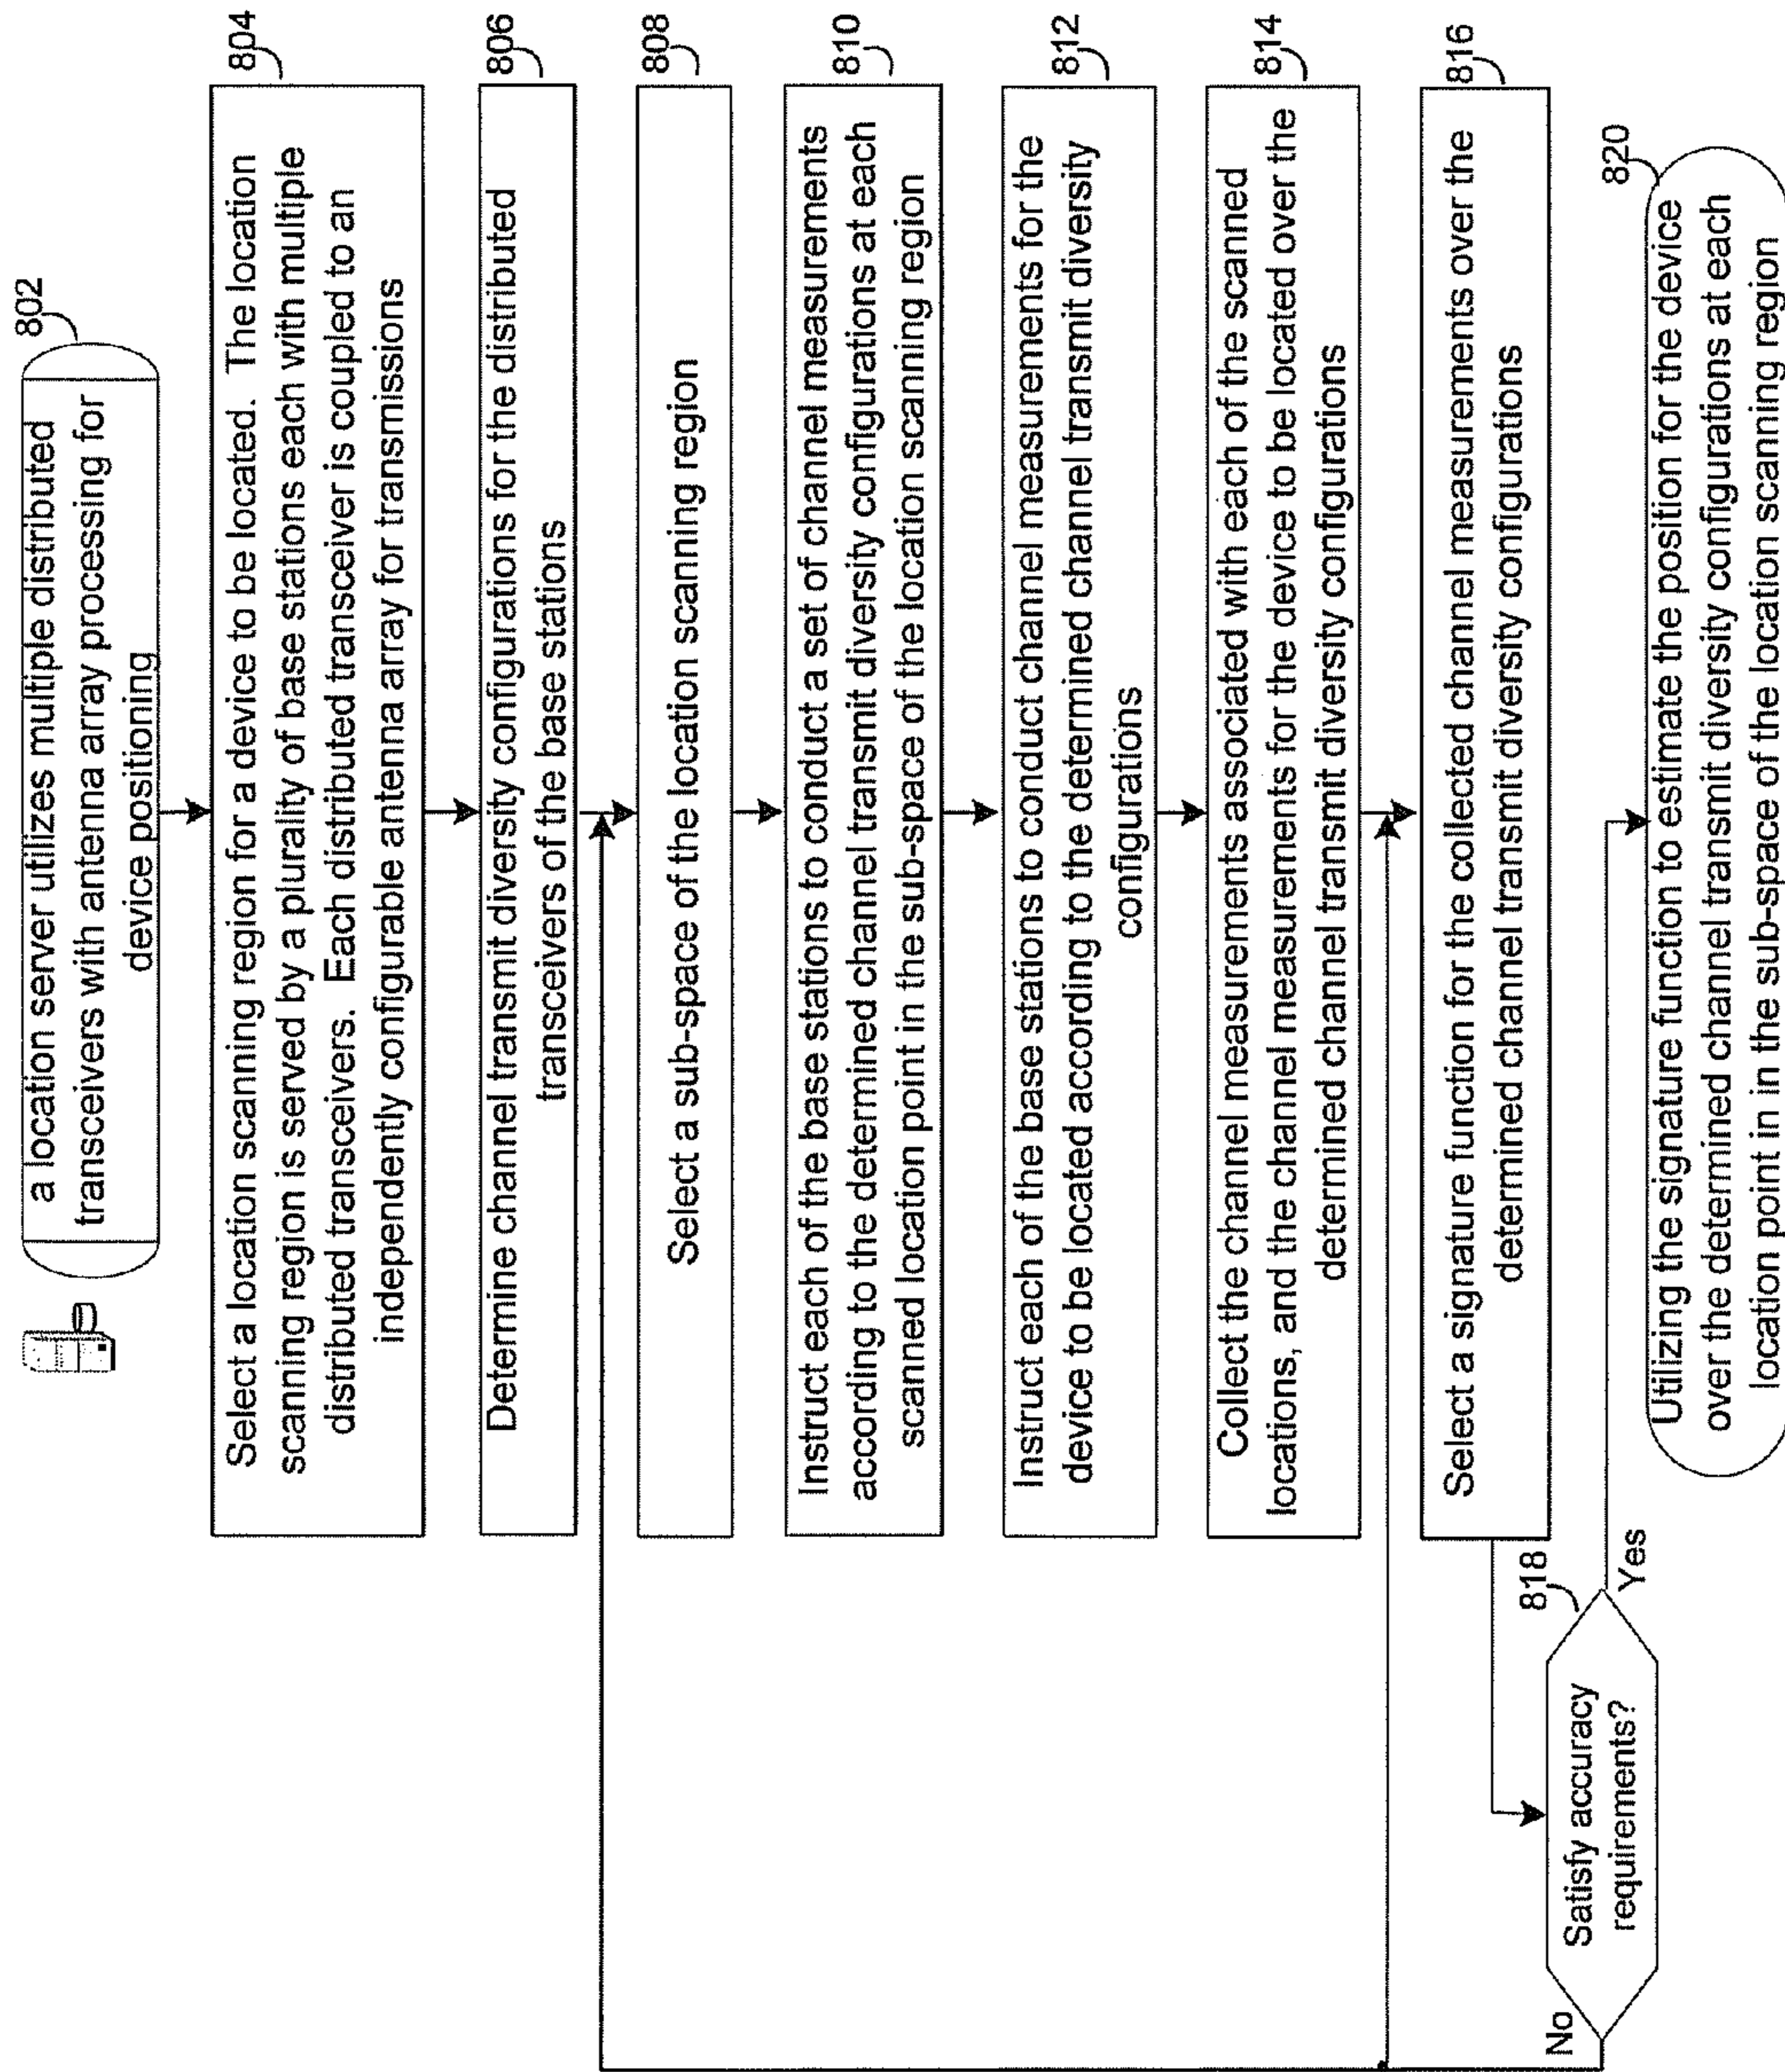 a location server utilizes multiple distributed
transceivers with antenna array processing for
device positioning
802
Select a location scanning region for a device to be located. The location
scanning region is served by a plurality of base stations each with multiple
distributed transceivers. Each distributed transceiver is coupled to an
independently configurable antenna array for transmissions
804
Determine channel transmit diversity configurations for the distributed
transceivers of the base stations
806
Select a sub-space of the location scanning region
808
Instruct each of the base stations to conduct a set of channel measurements
according to the determined channel transmit diversity configurations at each
scanned location point in the sub-space of the location scanning region
810
Instruct each of the base stations to conduct channel measurements for the
device to be located according to the determined channel transmit diversity
configurations
812
Collect the channel measurements associated with each of the scanned
locations, and the channel measurements for the device to be located over the
determined channel transmit diversity configurations
814
Select a signature function for the collected channel measurements over the
determined channel transmit diversity configurations
816
Satisfy accuracy
requirements?
818
No
Yes
Utilizing the signature function to estimate the position for the device
over the determined channel transmit diversity configurations at each
location point in in the sub-space of the location scanning region
820